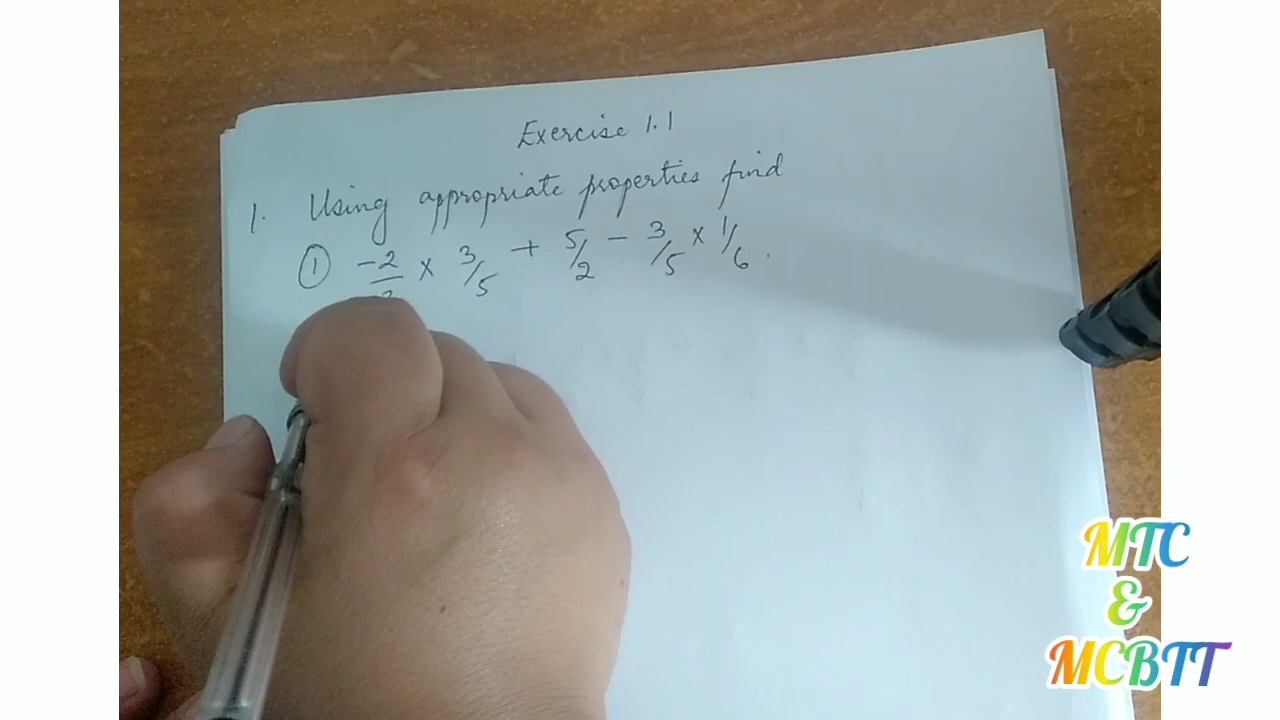 Exercise 1.1
1. Using appropriate properties find
① -2/3 × 3/5 + 5/2 - 3/5 × 1/6.
MTC
&
MCBTT